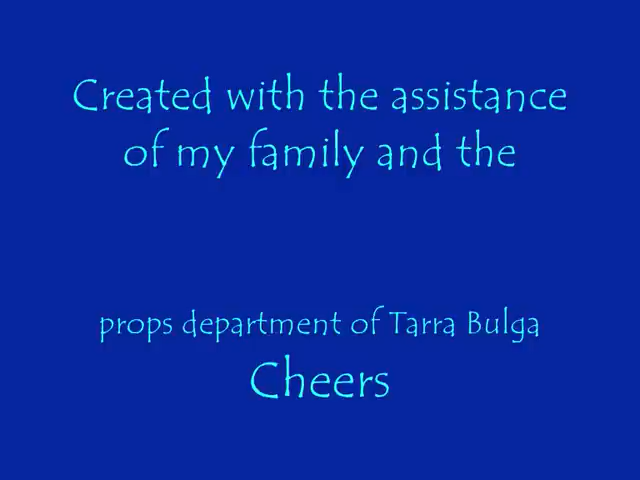 Created with the assistance
of my family and the
props department of Tarra Bulga
Cheers